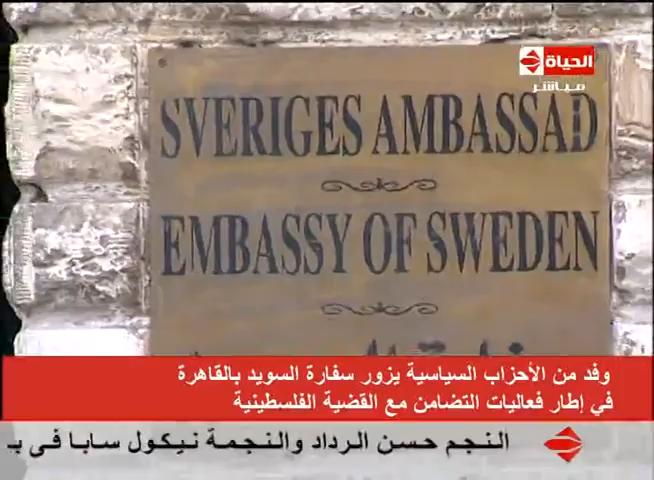 الحياة
مباشر
SVERIGES AMBASSAD
EMBASSY OF SWEDEN
وفد من الأحزاب السياسية يزور سفارة السويد بالقاهرة
في إطار فعاليات التضامن مع القضية الفلسطينية
النجم حسن الرداد والنجمة نيكول سابا فى بـ